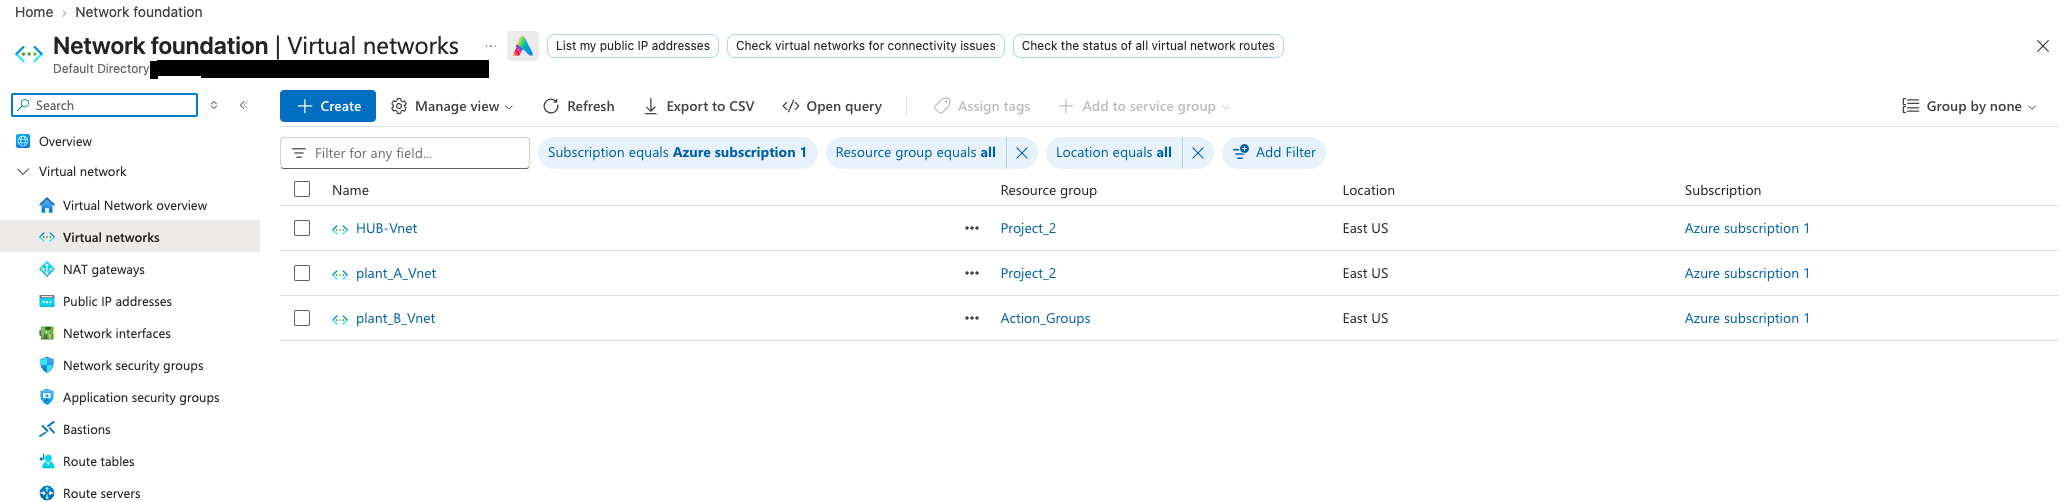 Home > Network foundation
Network foundation | Virtual networks ... List my public IP addresses Check virtual networks for connectivity issues Check the status of all virtual network routes
Default Directory
Search
Create Manage view Refresh Export to CSV Open query Assign tags Add to service group Group by none
Overview
Virtual network
Virtual Network overview
Virtual networks
NAT gateways
Public IP addresses
Network interfaces
Network security groups
Application security groups
Bastions
Route tables
Route servers
Filter for any field... Subscription equals Azure subscription 1 Resource group equals all Location equals all Add Filter
Name Resource group Location Subscription
HUB-Vnet Project_2 East US Azure subscription 1
plant_A_Vnet Project_2 East US Azure subscription 1
plant_B_Vnet Action_Groups East US Azure subscription 1